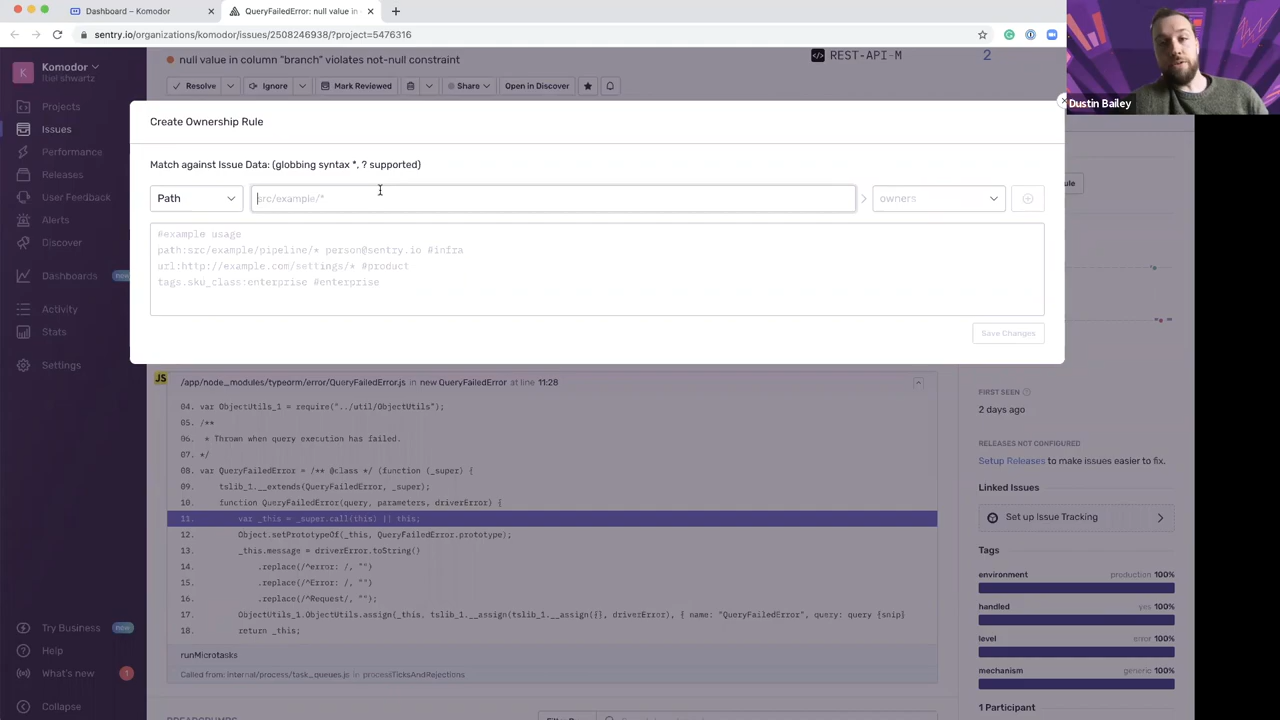 Dashboard – Komodor
QueryFailedError: null value in
sentry.io/organizations/komodor/issues/2508246938/?project=5476316
Dustin Bailey
K
Komodor
Itiel shwartz
Projects
Issues
Performance
Releases
User Feedback
Alerts
Discover
Dashboards
new
Activity
Stats
Settings
Try Business
new
Help
What's new
1
Collapse
null value in column "branch" violates not-null constraint
REST-API-M
2
Resolve
Ignore
Mark Reviewed
Share
Open in Discover
Create Ownership Rule
Match against Issue Data: (globbing syntax *, ? supported)
Path
src/example/*
owners
#example usage
path:src/example/pipeline/* person@sentry.io #infra
url:http://example.com/settings/* #product
tags.sku_class:enterprise #enterprise
Save Changes
JS
/app/node_modules/typeorm/error/QueryFailedError.js in new QueryFailedError at line 11:28
04. var ObjectUtils_1 = require("../util/ObjectUtils");
05. /**
06. * Thrown when query execution has failed.
07. */
08. var QueryFailedError = /** @class */ (function (_super) {
09. tslib_1.__extends(QueryFailedError, _super);
10. function QueryFailedError(query, parameters, driverError) {
11. var _this = _super.call(this) || this;
12. Object.setPrototypeOf(_this, QueryFailedError.prototype);
13. _this.message = driverError.toString()
14. .replace(/^error: /, "")
15. .replace(/^Error: /, "")
16. .replace(/^Request/, "");
17. ObjectUtils_1.ObjectUtils.assign(_this, tslib_1.__assign(tslib_1.__assign({}, driverError), { name: "QueryFailedError", query: query {snip}
18. return _this;
runMicrotasks
Called from: internal/process/task_queues.js in processTicksAndRejections
FIRST SEEN
2 days ago
RELEASES NOT CONFIGURED
Setup Releases to make issues easier to fix.
Linked Issues
Set up Issue Tracking
Tags
environment
production 100%
handled
yes 100%
level
error 100%
mechanism
generic 100%
1 Participant